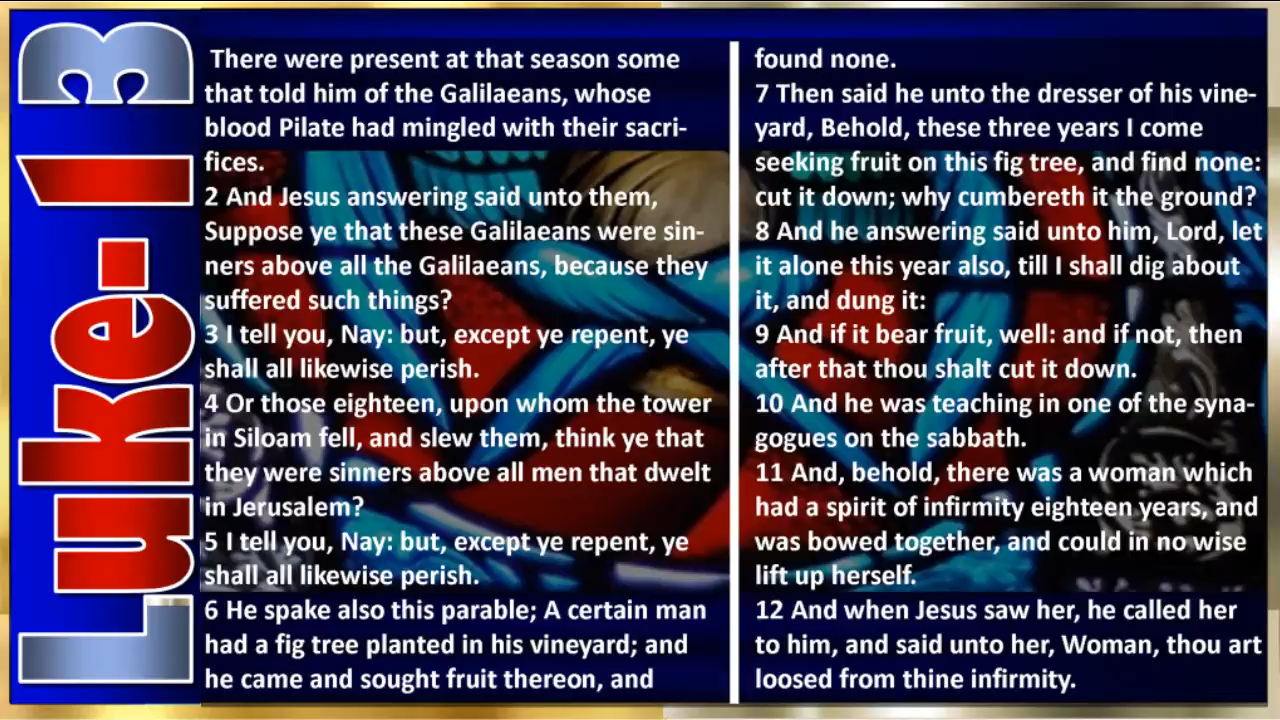 Luke. 13
There were present at that season some
that told him of the Galilaeans, whose
blood Pilate had mingled with their sacri-
fices.
2 And Jesus answering said unto them,
Suppose ye that these Galilaeans were sin-
ners above all the Galilaeans, because they
suffered such things?
3 I tell you, Nay: but, except ye repent, ye
shall all likewise perish.
4 Or those eighteen, upon whom the tower
in Siloam fell, and slew them, think ye that
they were sinners above all men that dwelt
in Jerusalem?
5 I tell you, Nay: but, except ye repent, ye
shall all likewise perish.
6 He spake also this parable; A certain man
had a fig tree planted in his vineyard; and
he came and sought fruit thereon, and
found none.
7 Then said he unto the dresser of his vine-
yard, Behold, these three years I come
seeking fruit on this fig tree, and find none:
cut it down; why cumbereth it the ground?
8 And he answering said unto him, Lord, let
it alone this year also, till I shall dig about
it, and dung it:
9 And if it bear fruit, well: and if not, then
after that thou shalt cut it down.
10 And he was teaching in one of the syna-
gogues on the sabbath.
11 And, behold, there was a woman which
had a spirit of infirmity eighteen years, and
was bowed together, and could in no wise
lift up herself.
12 And when Jesus saw her, he called her
to him, and said unto her, Woman, thou art
loosed from thine infirmity.